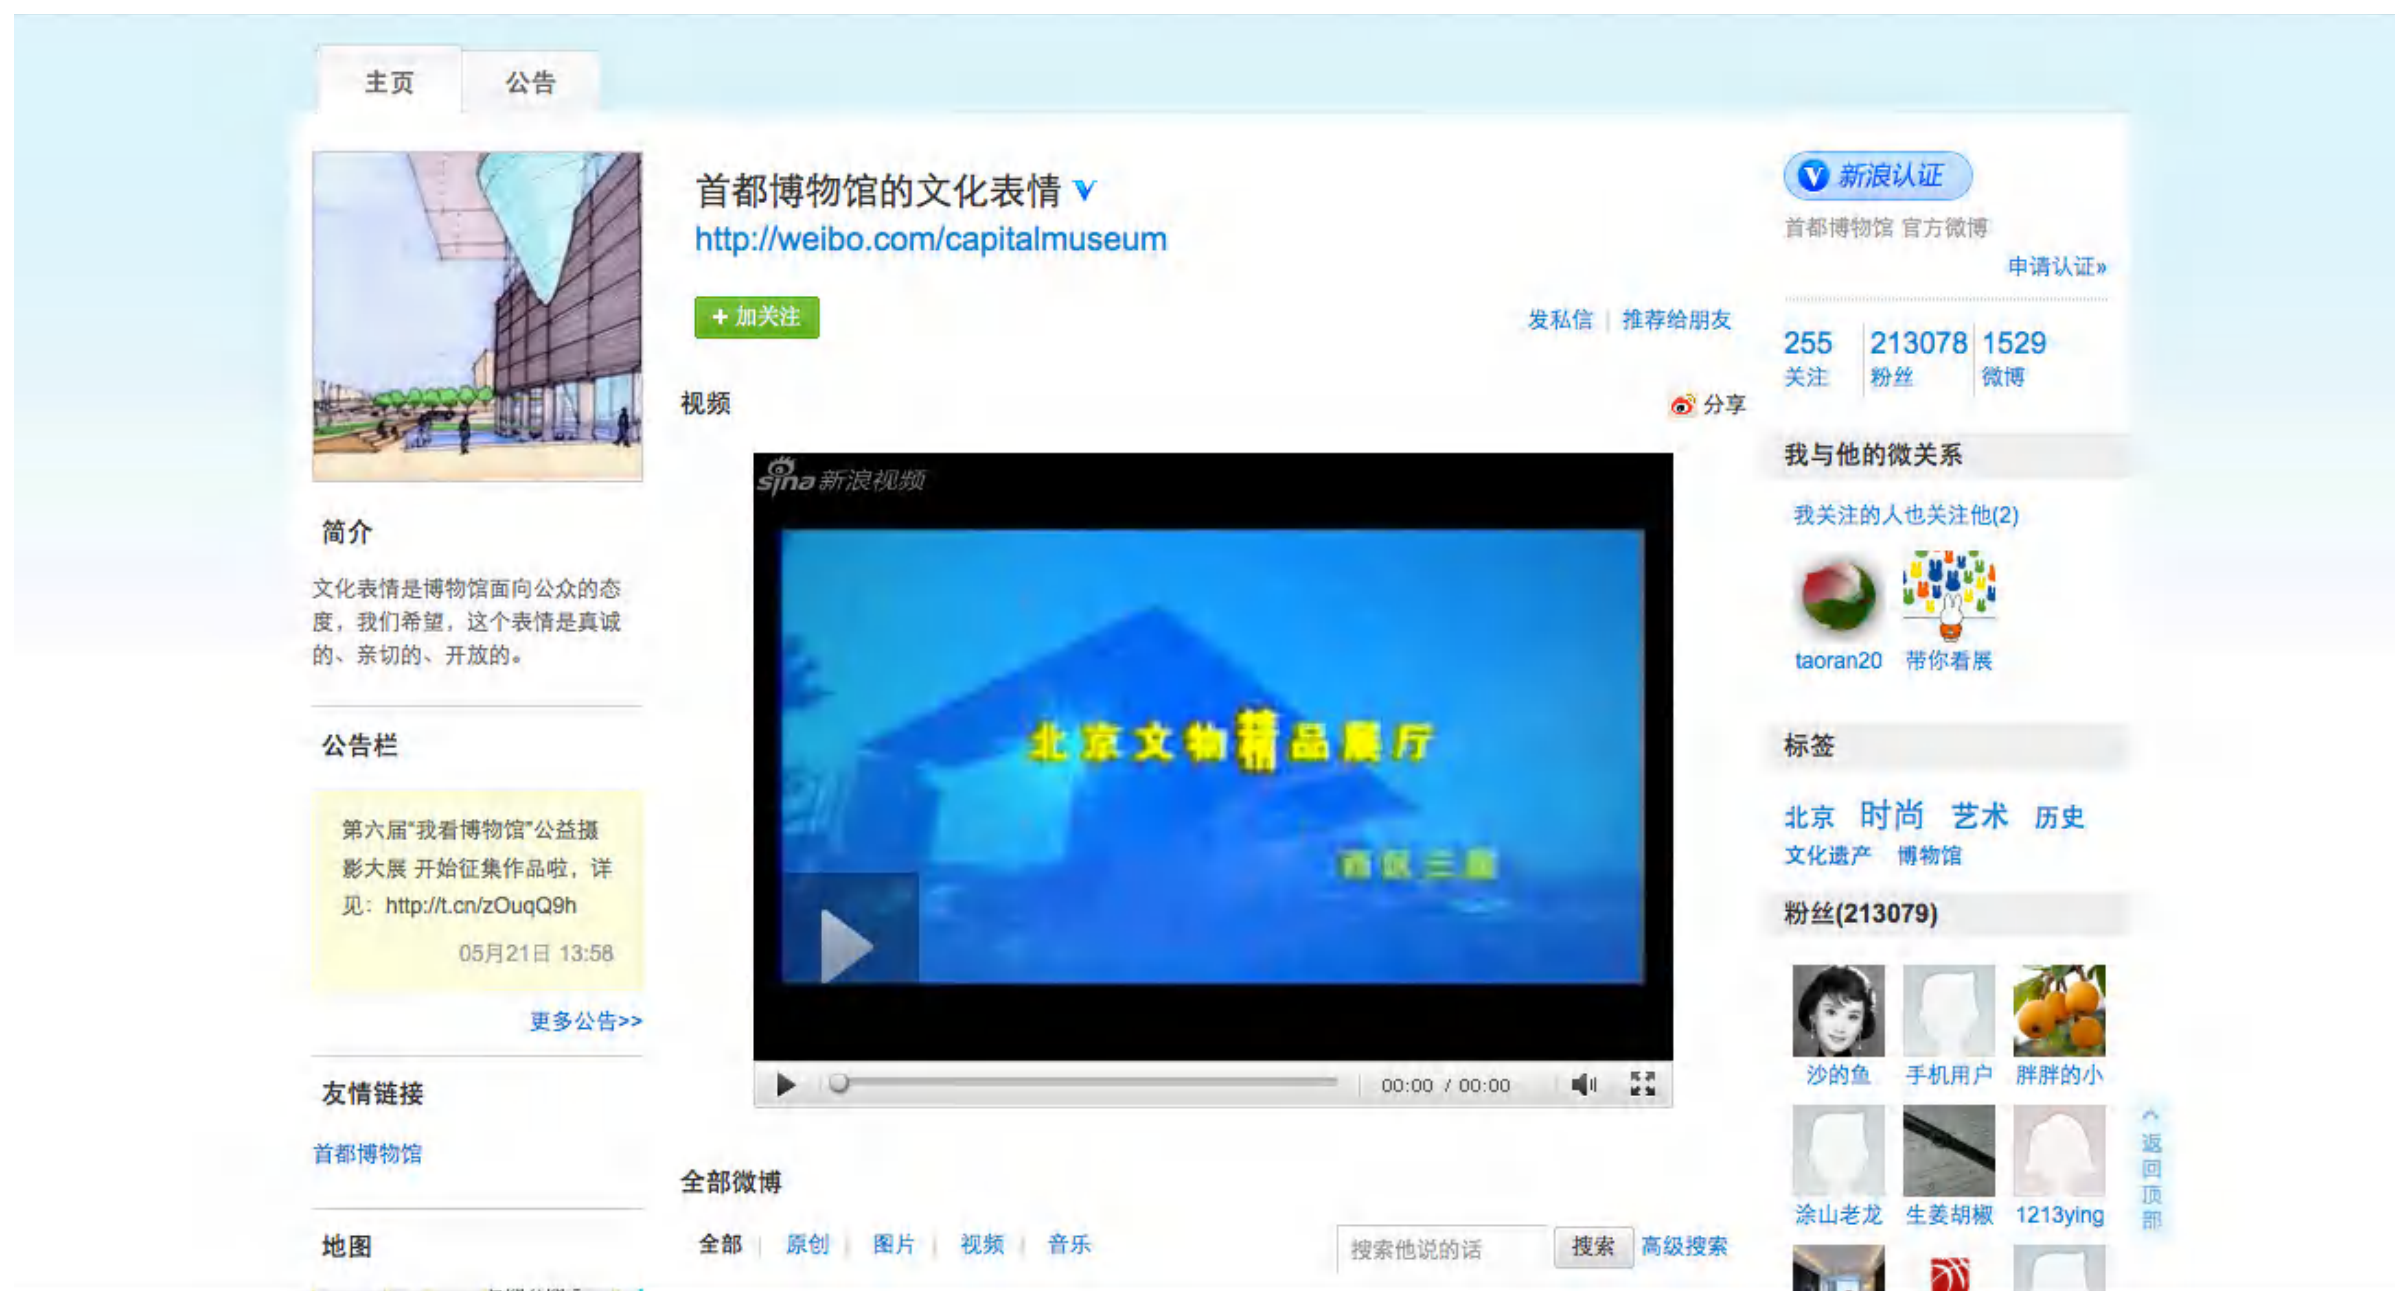 主页 公告
首都博物馆的文化表情
http://weibo.com/capitalmuseum
+ 加关注
发私信 | 推荐给朋友
简介
文化表情是博物馆面向公众的态
度，我们希望，这个表情是真诚
的、亲切的、开放的。
公告栏
第六届“我看博物馆”公益摄
影大展 开始征集作品啦，详
见：http://t.cn/zOuqQ9h
05月21日 13:58
更多公告>>
友情链接
首都博物馆
地图
视频
分享
sina 新浪视频
北京文物精品展厅
00:00 / 00:00
全部微博
全部 | 原创 | 图片 | 视频 | 音乐
搜索他说的话 搜索 高级搜索
V 新浪认证
首都博物馆 官方微博
申请认证»
255 213078 1529
关注 粉丝 微博
我与他的微关系
我关注的人也关注他(2)
taoran20 带你看展
标签
北京 时尚 艺术 历史
文化遗产 博物馆
粉丝(213079)
沙的鱼 手机用户 胖胖的小
涂山老龙 生姜胡椒 1213ying
返回顶部